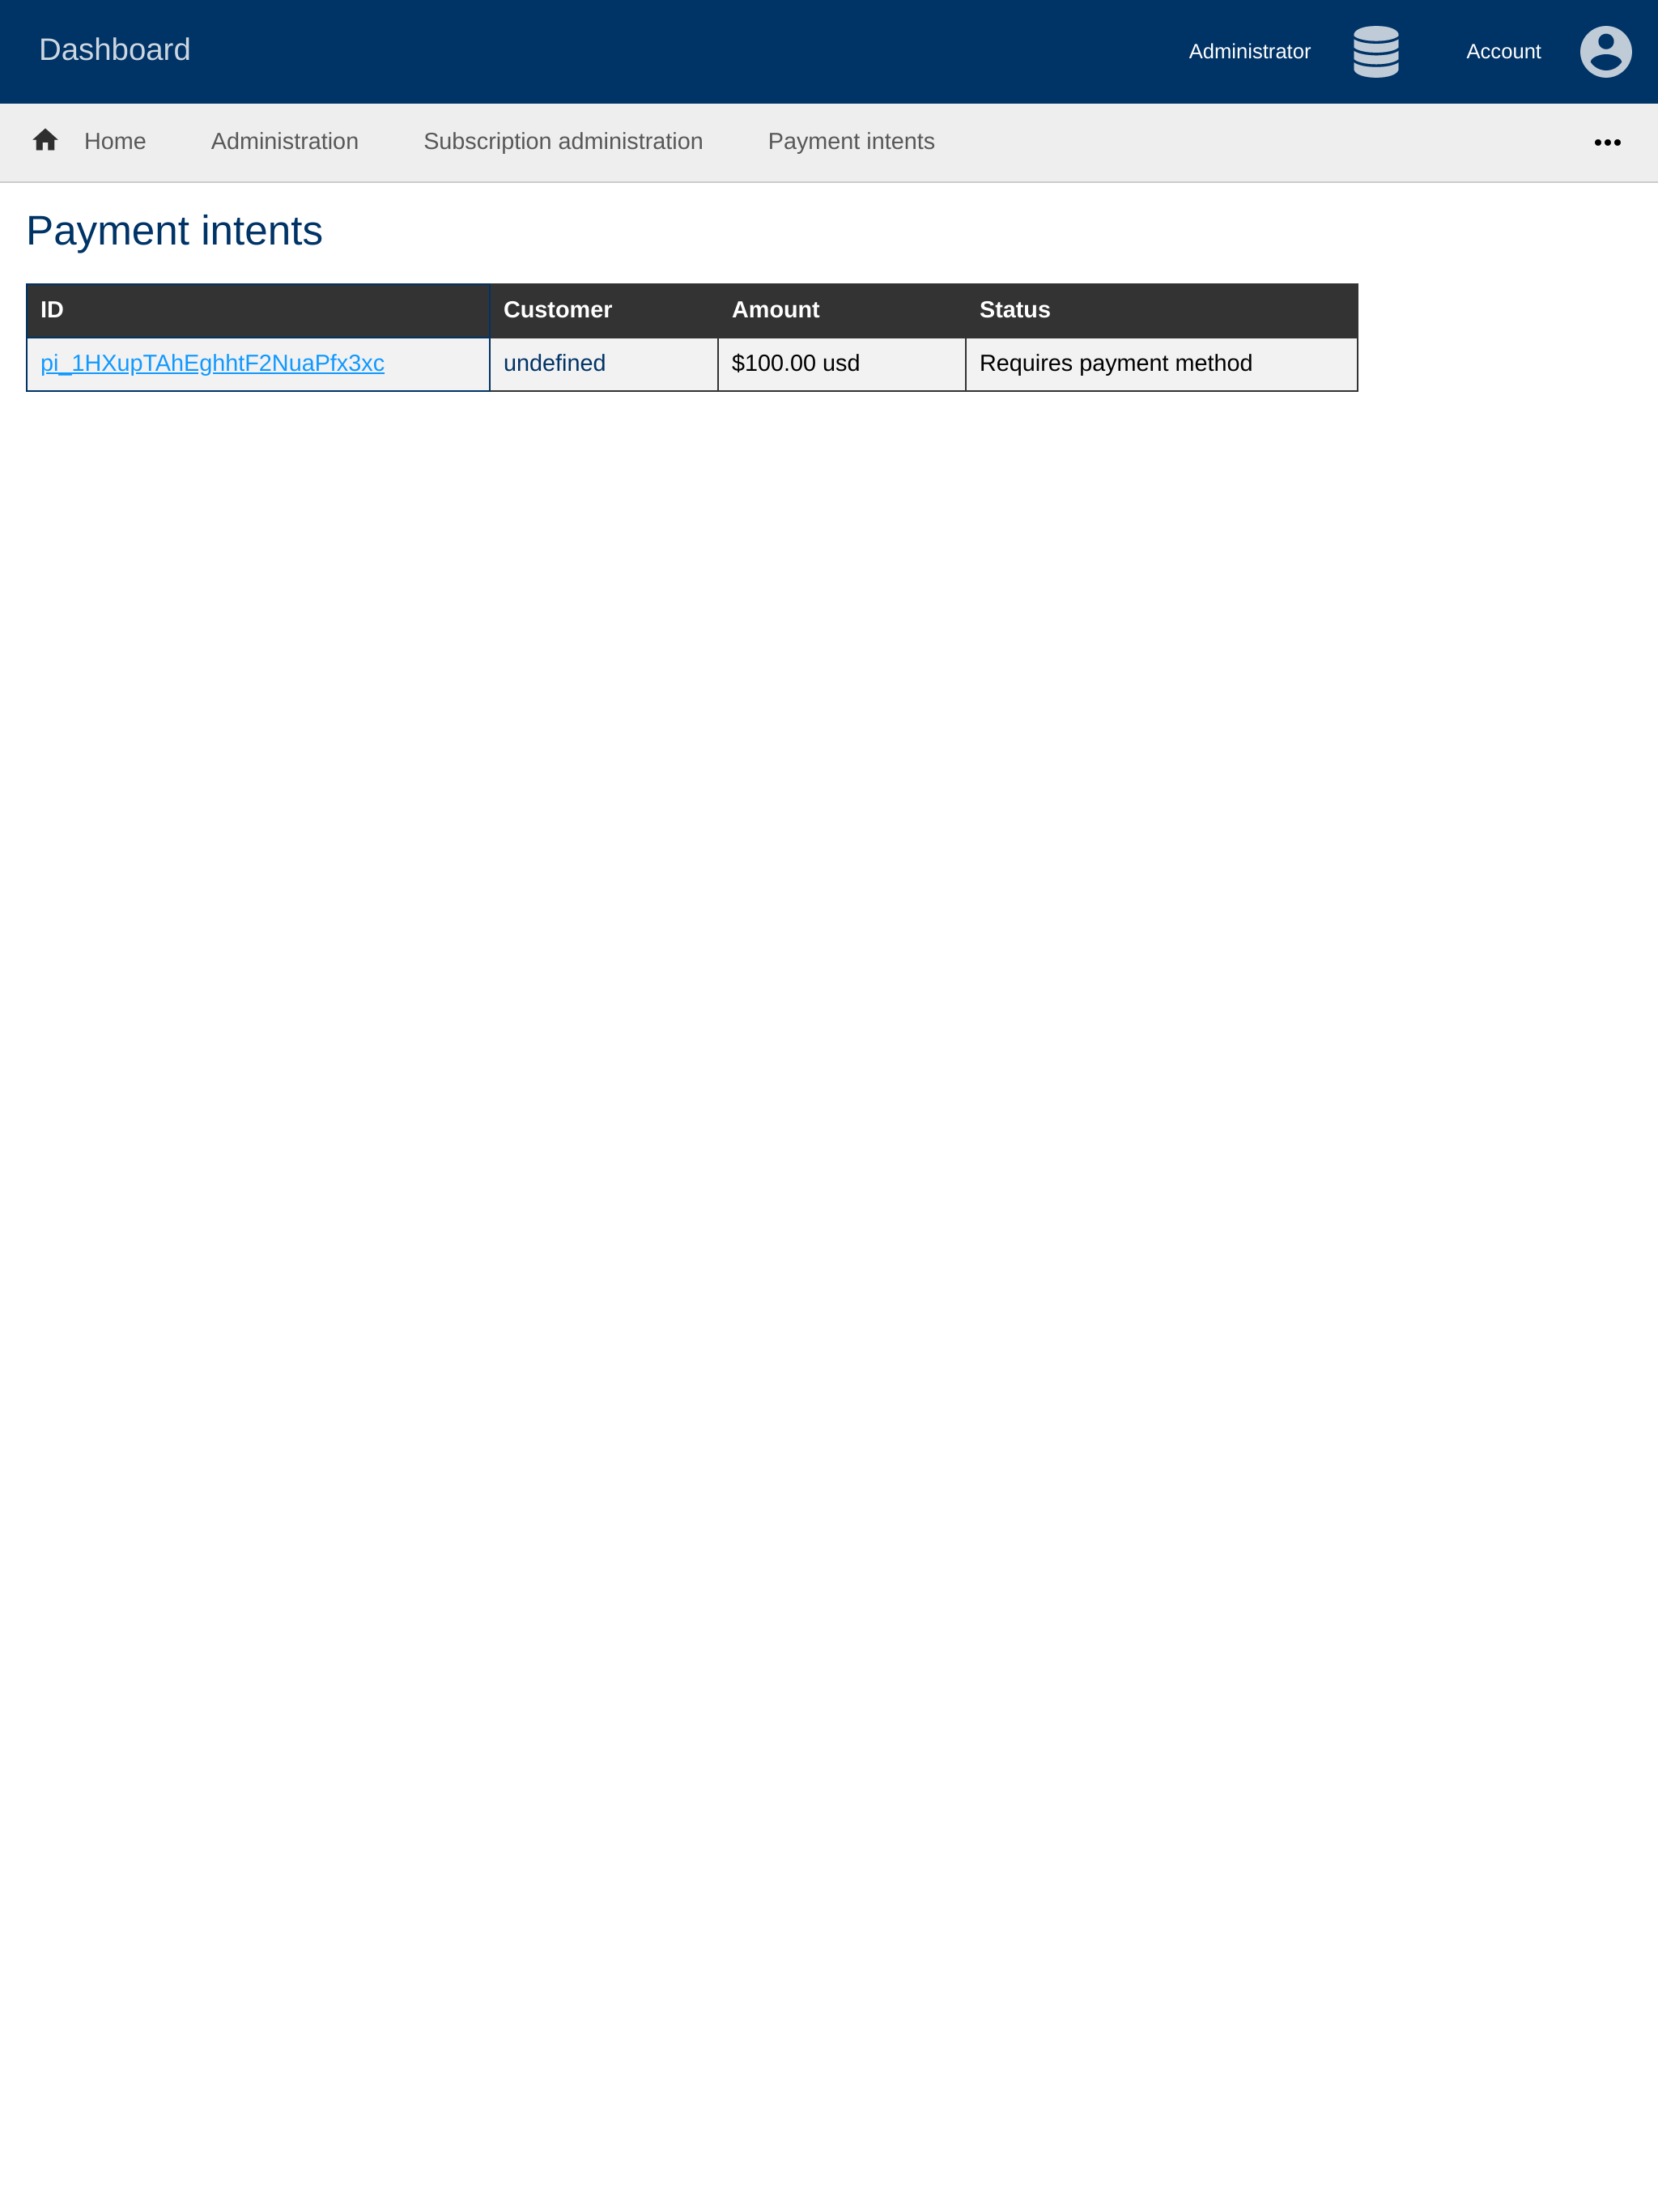 Dashboard Administrator Account
Home Administration Subscription administration Payment intents
Payment intents
ID Customer Amount Status
pi_1HXupTAhEghhtF2NuaPfx3xc undefined $100.00 usd Requires payment method